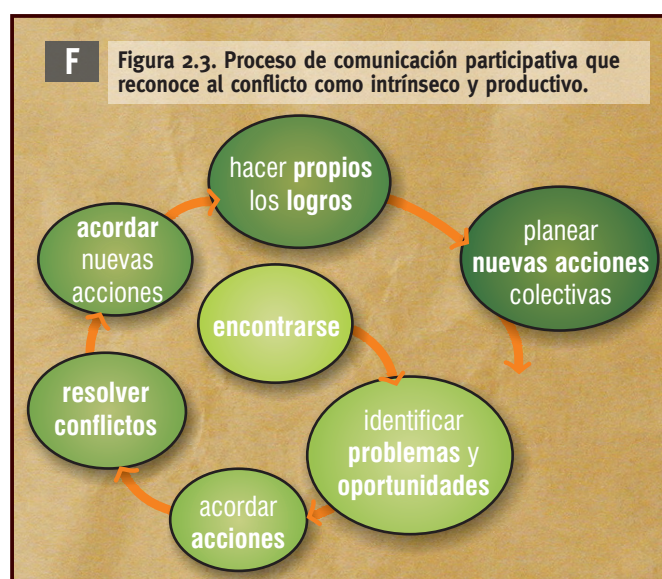 F
Figura 2.3. Proceso de comunicación participativa que
reconoce al conflicto como intrínseco y productivo.
hacer propios
los logros
acordar
nuevas
acciones
planear
nuevas acciones
colectivas
encontrarse
resolver
conflictos
identificar
problemas y
oportunidades
acordar
acciones